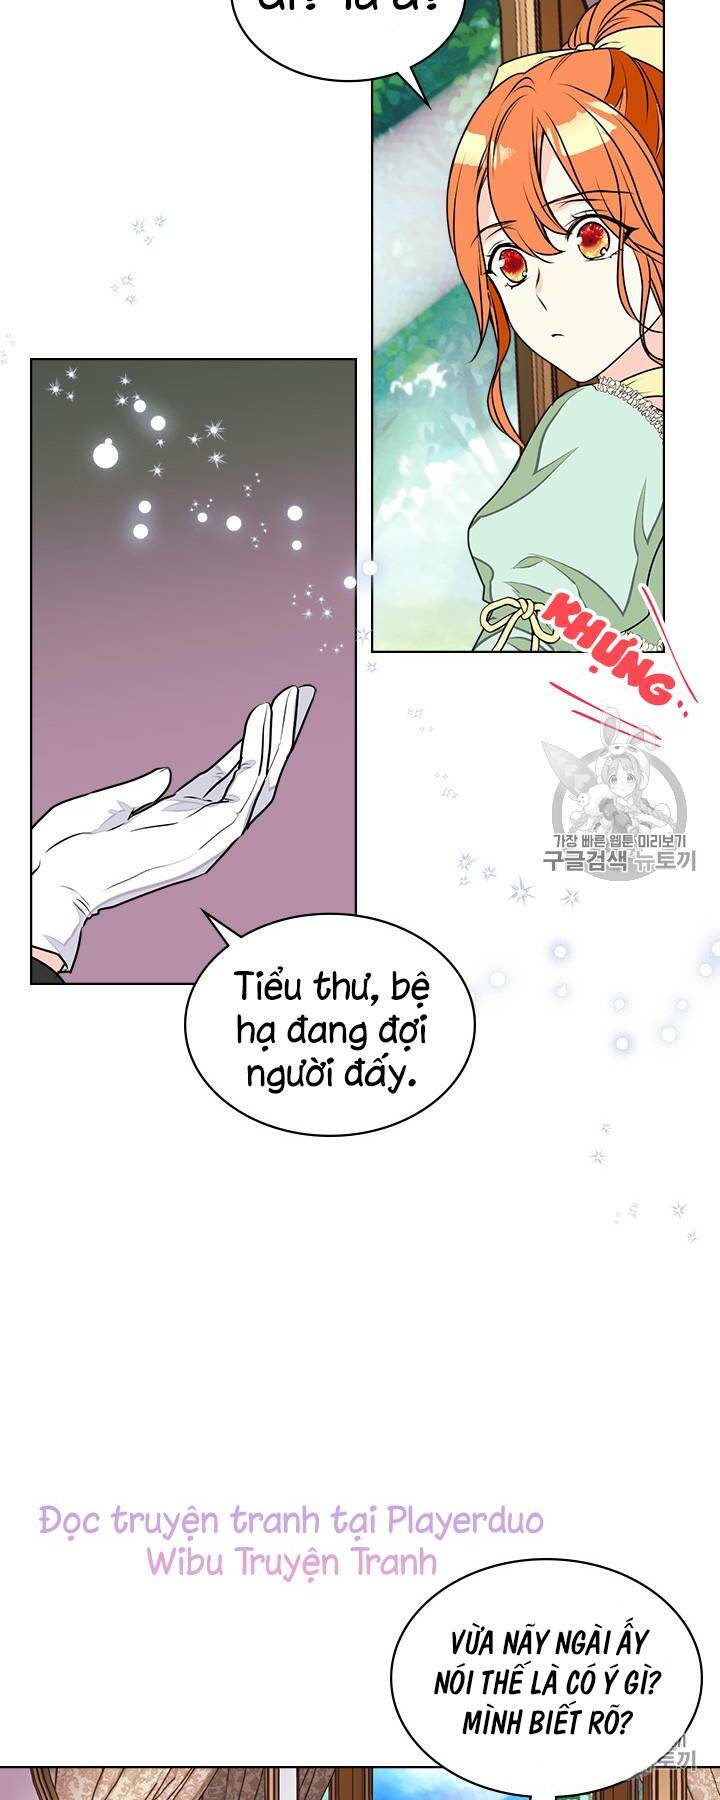 KHỰNG..
가장 빠른 웹툰 미리보기
구글검색 뉴토끼
Tiểu thư, bệ
hạ đang đợi
người đấy.
Đọc truyện tranh tại Playerduo
Wibu Truyện Tranh
VỪA NÃY NGÀI ẤY
NÓI THẾ LÀ CÓ Ý GÌ?
MÌNH BIẾT RÕ?